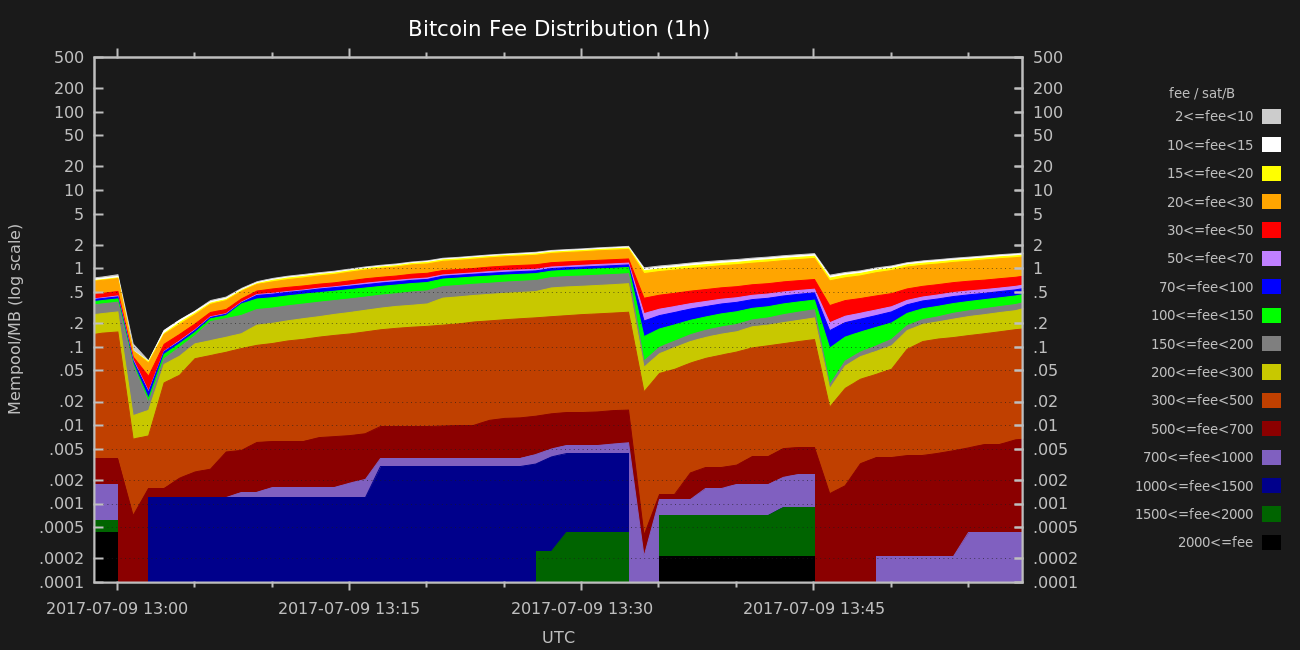 Bitcoin Fee Distribution (1h)
500
200
100
50
20
10
5
2
1
.5
.2
.1
.05
.02
.01
.005
.002
.001
.0005
.0002
.0001
Mempool/MB (log scale)
500
200
100
50
20
10
5
2
1
.5
.2
.1
.05
.02
.01
.005
.002
.001
.0005
.0002
.0001
2017-07-09 13:00 2017-07-09 13:15 2017-07-09 13:30 2017-07-09 13:45
UTC
fee / sat/B
2<=fee<10
10<=fee<15
15<=fee<20
20<=fee<30
30<=fee<50
50<=fee<70
70<=fee<100
100<=fee<150
150<=fee<200
200<=fee<300
300<=fee<500
500<=fee<700
700<=fee<1000
1000<=fee<1500
1500<=fee<2000
2000<=fee